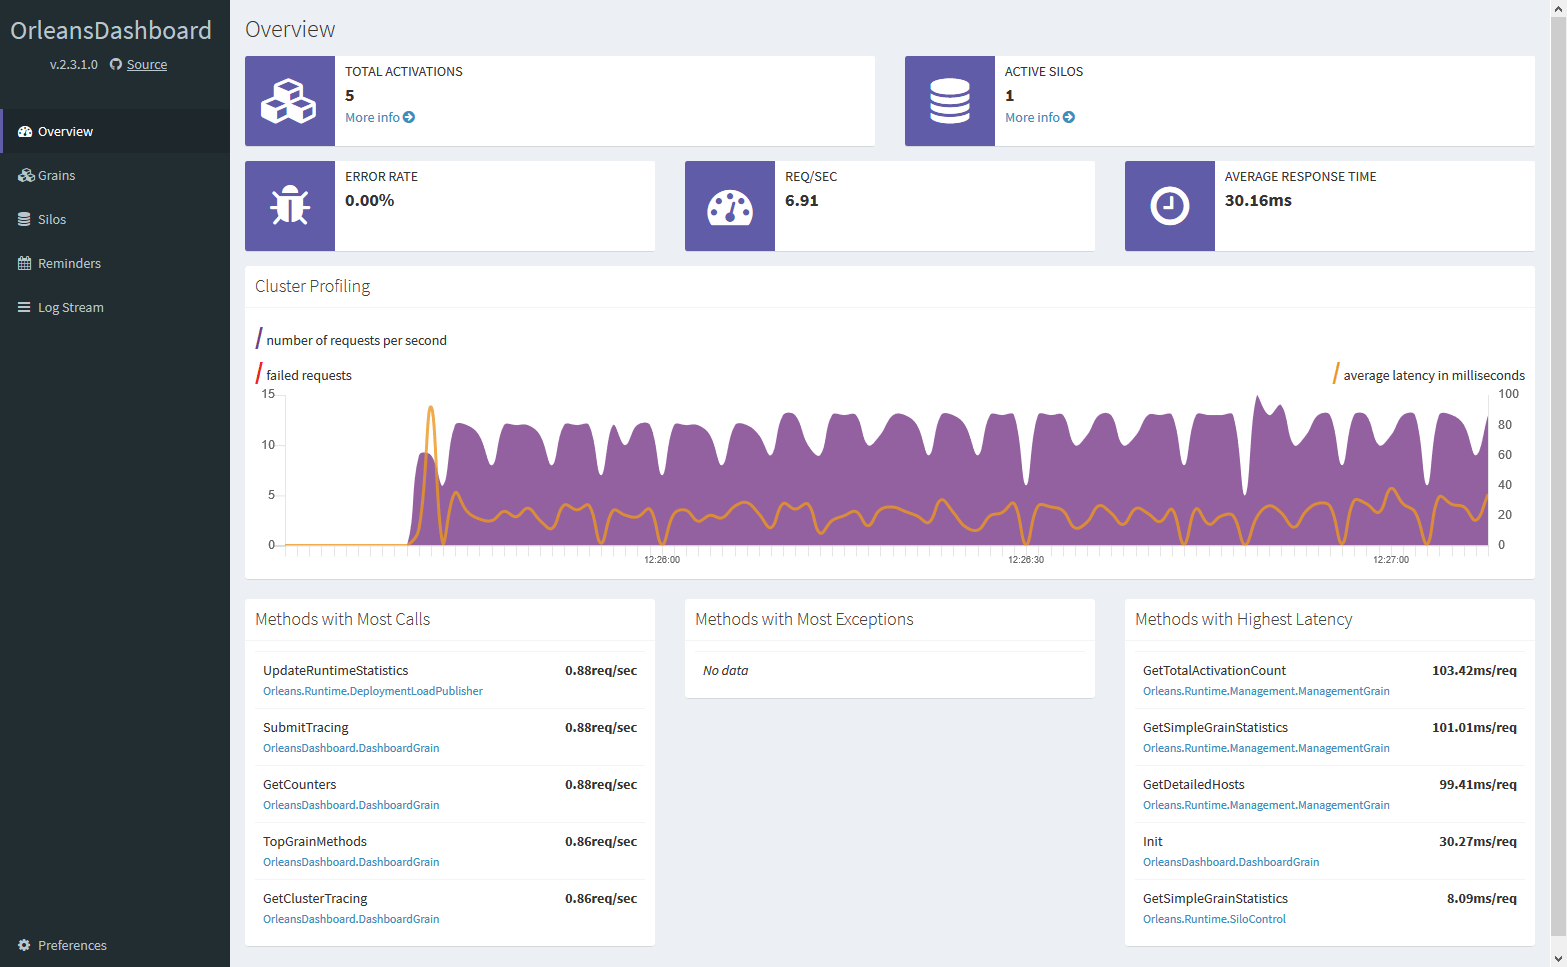 OrleansDashboard
v.2.3.1.0 Source
Overview
Grains
Silos
Reminders
Log Stream
Preferences
Overview
TOTAL ACTIVATIONS
5
More info
ACTIVE SILOS
1
More info
ERROR RATE
0.00%
REQ/SEC
6.91
AVERAGE RESPONSE TIME
30.16ms
Cluster Profiling
number of requests per second
failed requests
average latency in milliseconds
15
10
5
0
100
80
60
40
20
0
12:26:00
12:26:30
12:27:00
Methods with Most Calls
UpdateRuntimeStatistics 0.88req/sec
Orleans.Runtime.DeploymentLoadPublisher
SubmitTracing 0.88req/sec
OrleansDashboard.DashboardGrain
GetCounters 0.88req/sec
OrleansDashboard.DashboardGrain
TopGrainMethods 0.86req/sec
OrleansDashboard.DashboardGrain
GetClusterTracing 0.86req/sec
OrleansDashboard.DashboardGrain
Methods with Most Exceptions
No data
Methods with Highest Latency
GetTotalActivationCount 103.42ms/req
Orleans.Runtime.Management.ManagementGrain
GetSimpleGrainStatistics 101.01ms/req
Orleans.Runtime.Management.ManagementGrain
GetDetailedHosts 99.41ms/req
Orleans.Runtime.Management.ManagementGrain
Init 30.27ms/req
OrleansDashboard.DashboardGrain
GetSimpleGrainStatistics 8.09ms/req
Orleans.Runtime.SiloControl